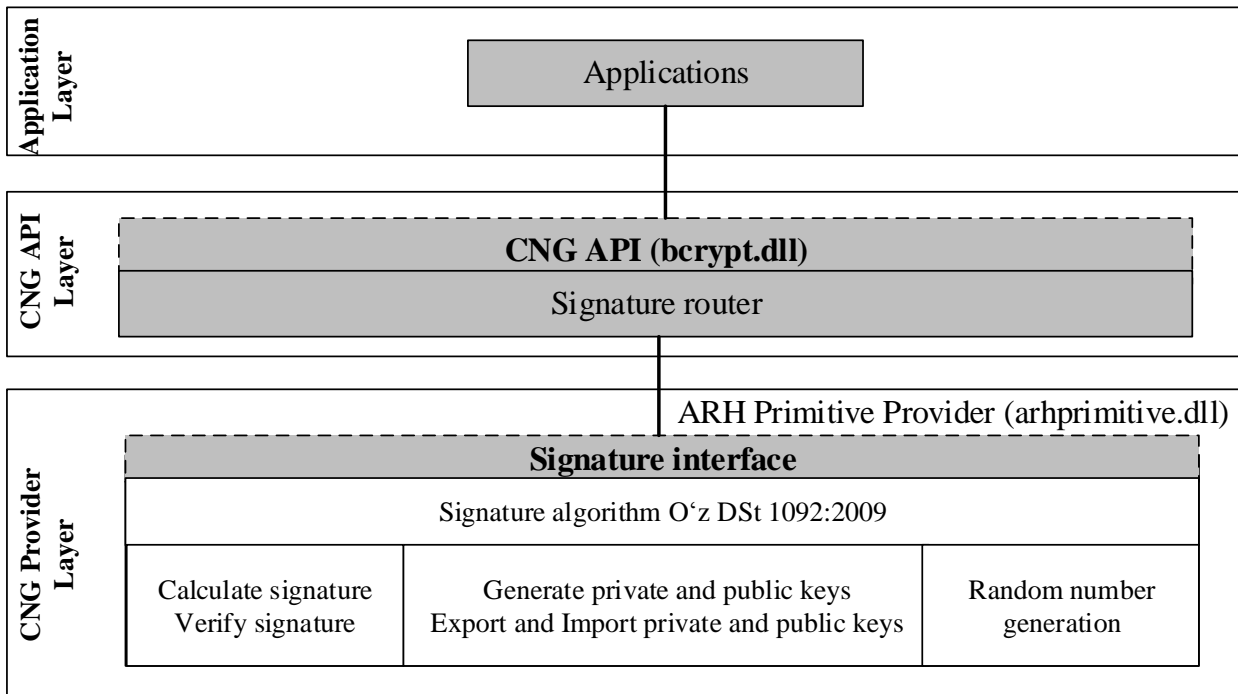 Application
Layer
Applications
CNG API
Layer
CNG API (bcrypt.dll)
Signature router
CNG Provider
Layer
ARH Primitive Provider (arhprimitive.dll)
Signature interface
Signature algorithm O‘z DSt 1092:2009
Calculate signature
Verify signature
Generate private and public keys
Export and Import private and public keys
Random number
generation